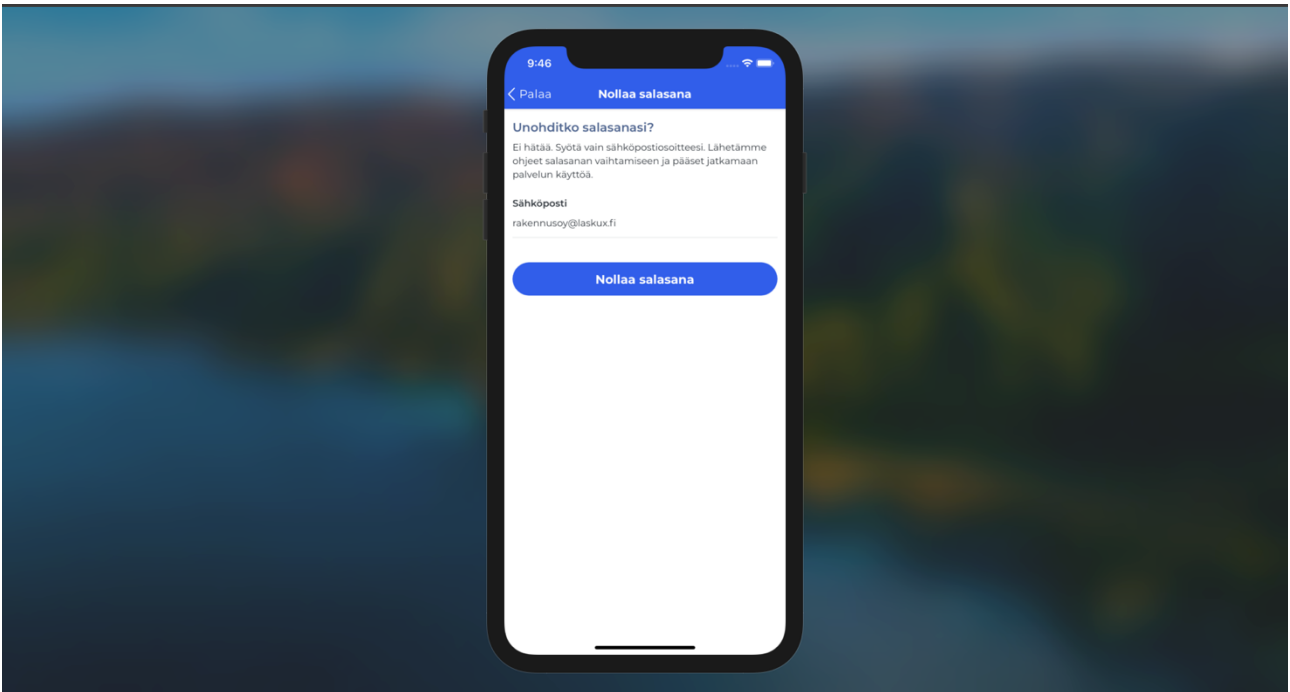 9:46
Palaa
Nollaa salasana
Unohditko salasanasi?
Ei hätää. Syötä vain sähköpostiosoitteesi. Lähetämme
ohjeet salasanan vaihtamiseen ja pääset jatkamaan
palvelun käyttöä.
Sähköposti
rakennusoy@laskux.fi
Nollaa salasana